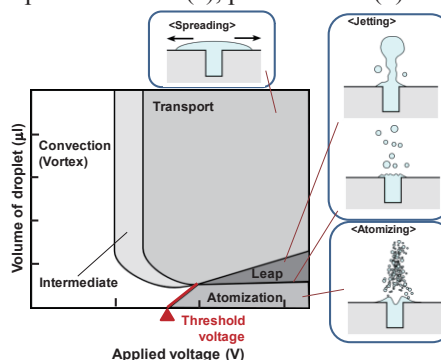 <Spreading>
<Jetting>
Transport
Convection
(Vortex)
Volume of droplet (μl)
Intermediate
Leap
Atomization
<Atomizing>
Threshold
voltage
Applied voltage (V)